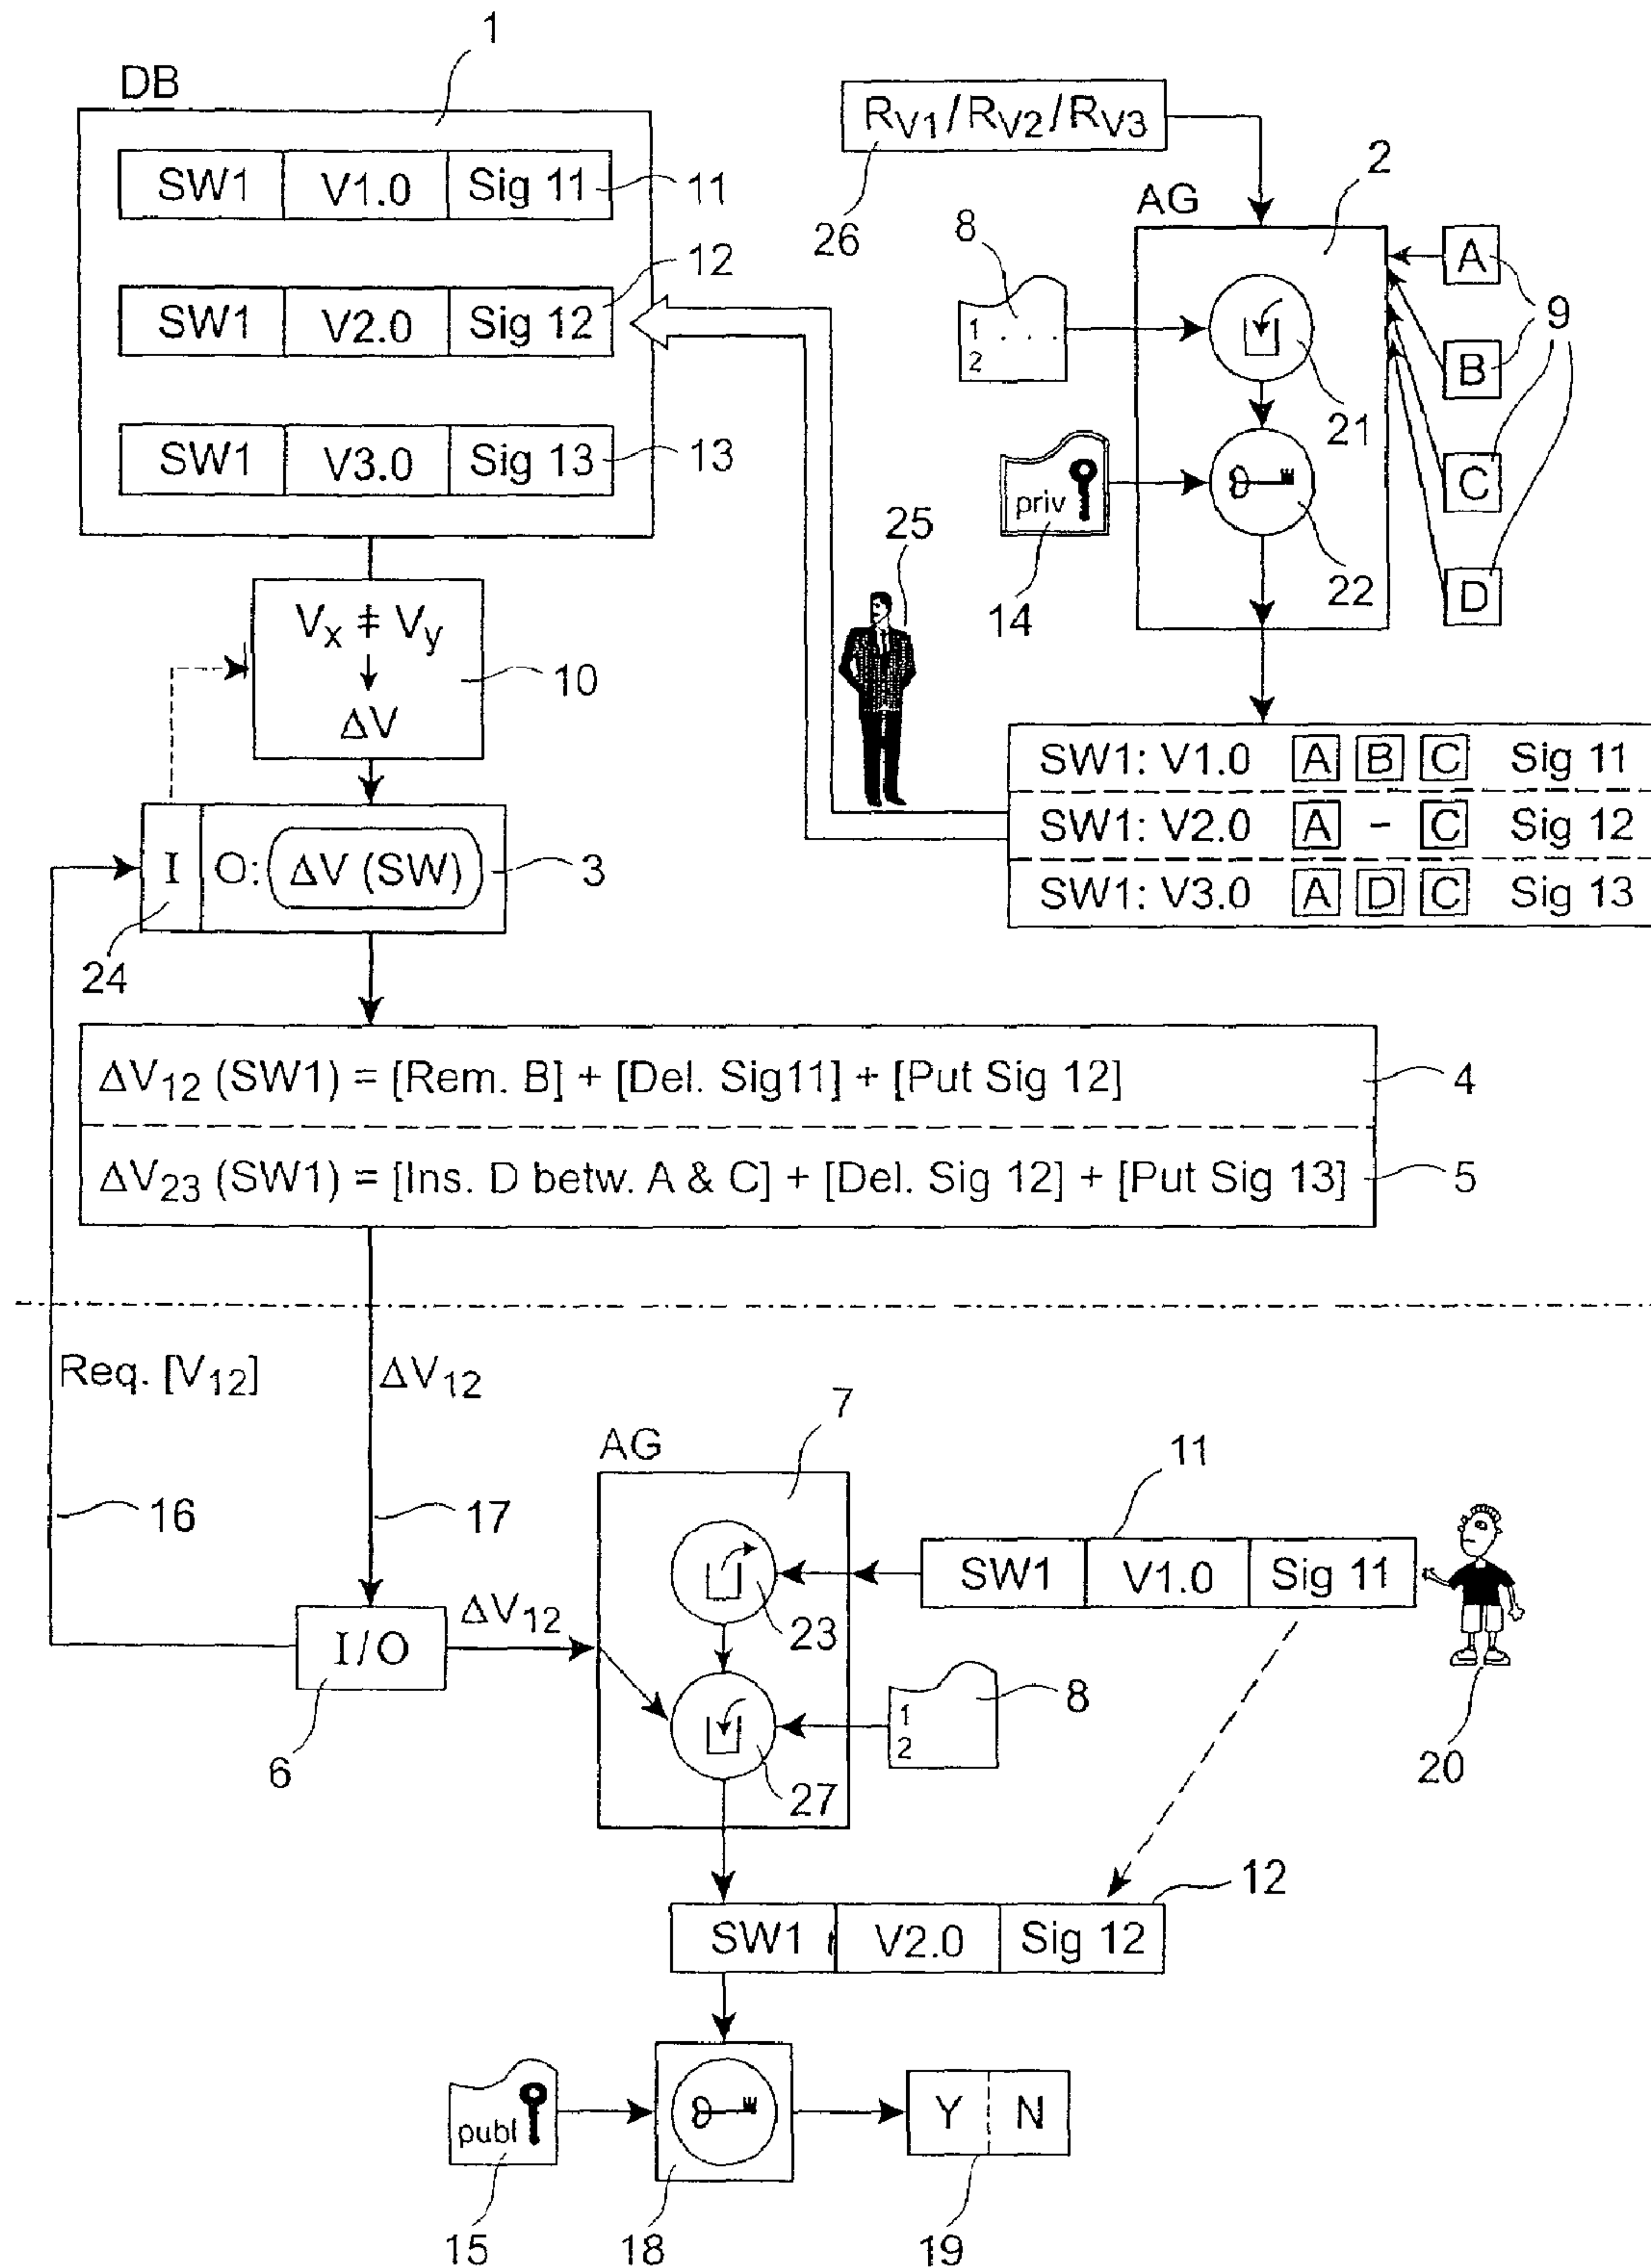 1
DB
SW1 V1.0 Sig 11
11
12
SW1 V2.0 Sig 12
SW1 V3.0 Sig 13
13
Vx ≠ Vy
ΔV
10
I O: ΔV (SW)
3
24
RV1/RV2/RV3
26
AG
2
8
1 . . .
2
21
priv
14
22
25
A
B
C
D
9
SW1: V1.0 A B C Sig 11
SW1: V2.0 A - C Sig 12
SW1: V3.0 A D C Sig 13
ΔV12 (SW1) = [Rem. B] + [Del. Sig11] + [Put Sig 12]
4
ΔV23 (SW1) = [Ins. D betw. A & C] + [Del. Sig 12] + [Put Sig 13]
5
Req. [V12]
ΔV12
16
17
I/O
6
ΔV12
AG
7
23
27
8
1
2
11
SW1 V1.0 Sig 11
20
12
SW1 V2.0 Sig 12
publ
15
18
Y N
19